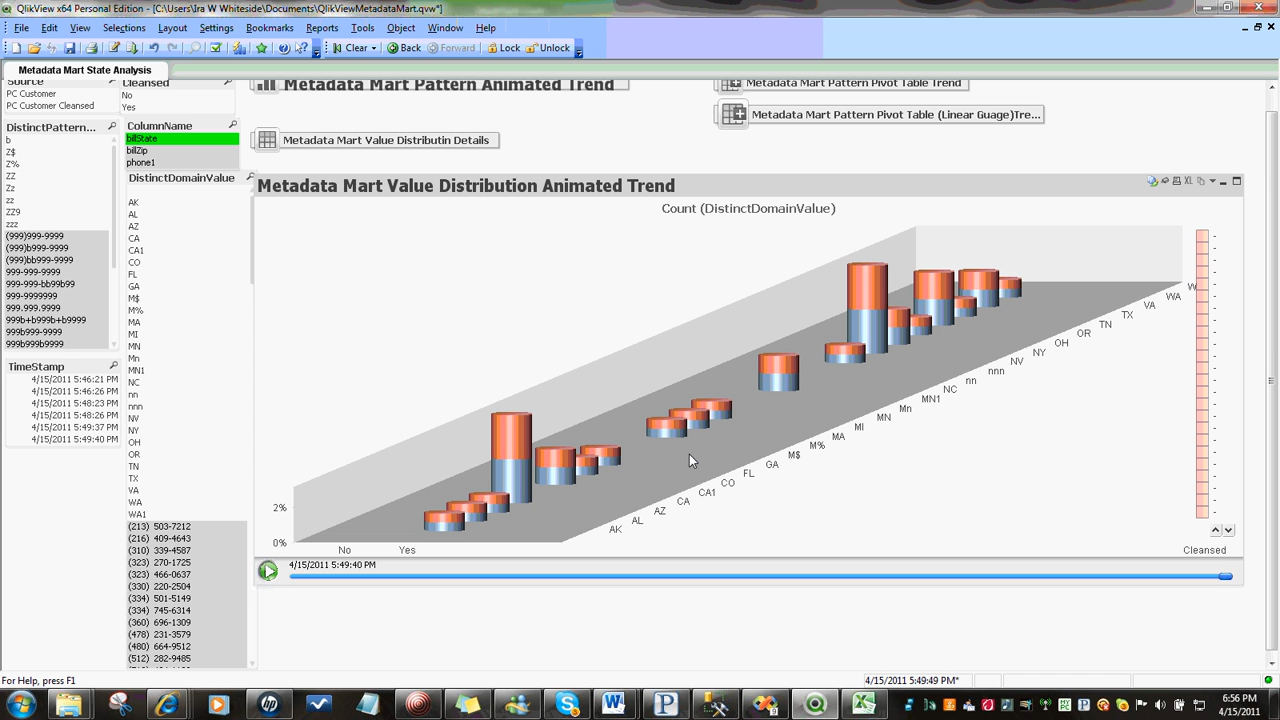 QlikView x64 Personal Edition - [C:\Users\Ira W Whiteside\Documents\QlikViewMetadataMart.qvw*]
File Edit View Selections Layout Settings Bookmarks Reports Tools Object Window Help
Clear Back Forward Lock Unlock
Metadata Mart State Analysis
Source
PC Customer
PC Customer Cleansed
Cleansed
No
Yes
Metadata Mart Pattern Animated Trend
Metadata Mart Pattern Pivot Table Trend
Metadata Mart Pattern Pivot Table (Linear Guage)Tre...
Metadata Mart Value Distributin Details
DistinctPattern...
b
Z$
Z%
ZZ
Zz
zz
ZZ9
zzz
(999)999-9999
(999)b999-9999
(999)bb999-9999
999-999-9999
999-999-bb99b99
999-9999999
999.999.9999
999b+999b+b9999
999b999-9999
999b999b9999
TimeStamp
4/15/2011 5:46:21 PM
4/15/2011 5:46:26 PM
4/15/2011 5:48:23 PM
4/15/2011 5:48:26 PM
4/15/2011 5:49:37 PM
4/15/2011 5:49:40 PM
ColumnName
billState
billZip
phone1
DistinctDomainValue
AK
AL
AZ
CA
CA1
CO
FL
GA
M$
M%
MA
MI
MN
Mn
MN1
NC
nn
nnn
NV
NY
OH
OR
TN
TX
VA
WA
WA1
(213) 503-7212
(216) 409-4643
(310) 339-4587
(323) 270-1725
(323) 466-0637
(330) 220-2504
(334) 501-5149
(334) 745-6314
(360) 696-1309
(478) 231-3579
(480) 664-9512
(512) 282-9485
Metadata Mart Value Distribution Animated Trend
XL
Count (DistinctDomainValue)
2%
0%
No
Yes
AK
AL
AZ
CA
CA1
CO
FL
GA
M$
M%
MA
MI
MN
Mn
MN1
NC
nn
nnn
NV
NY
OH
OR
TN
TX
VA
WA
Cleansed
4/15/2011 5:49:40 PM
For Help, press F1
4/15/2011 5:49:49 PM*
6:56 PM
4/15/2011